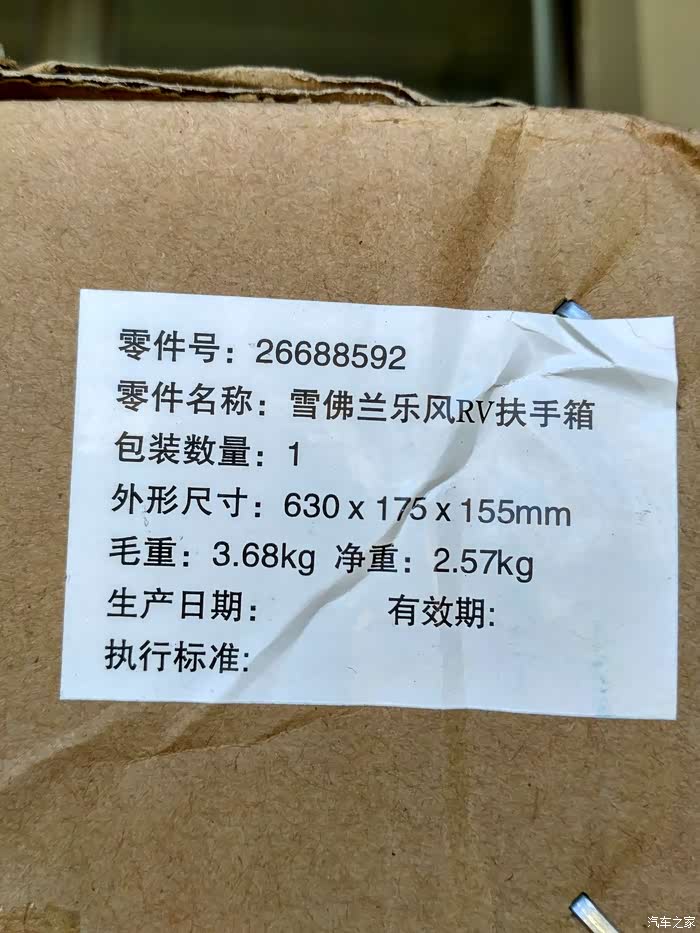 零件号：26688592
零件名称：雪佛兰乐风RV扶手箱
包装数量：1
外形尺寸：630 x 175 x 155mm
毛重：3.68kg 净重：2.57kg
生产日期： 有效期:
执行标准:
汽车之家